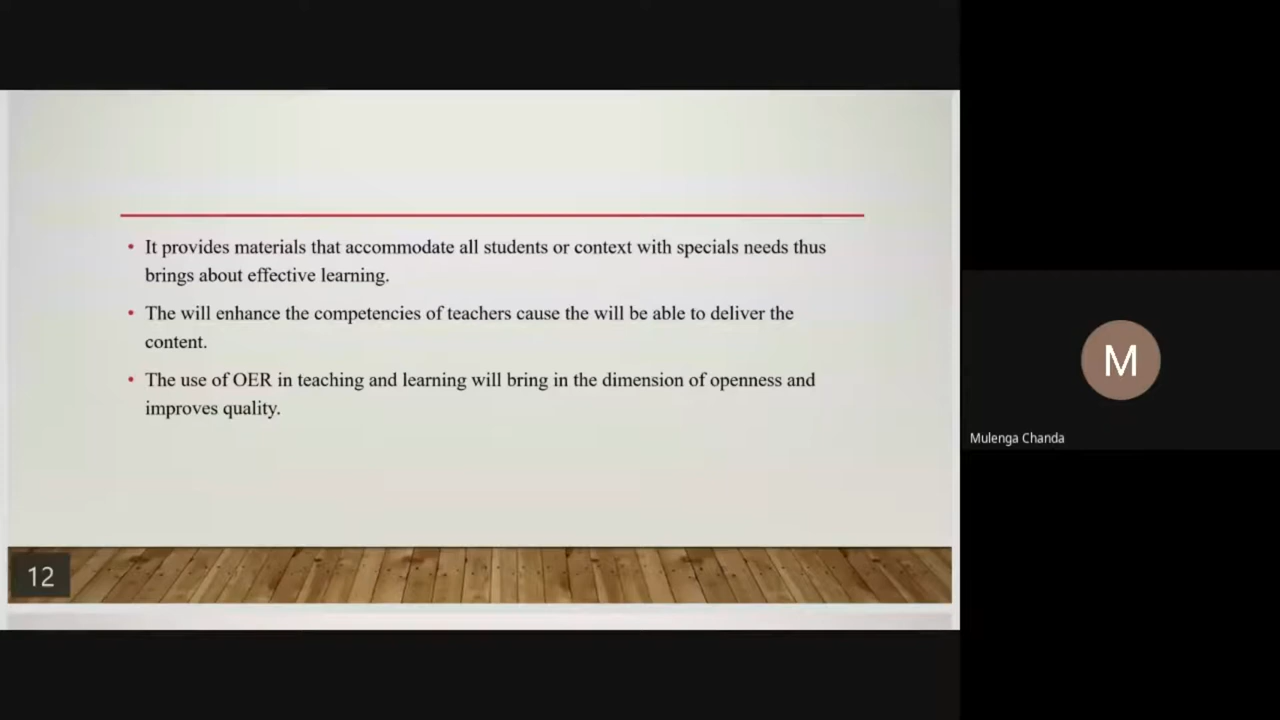 • It provides materials that accommodate all students or context with specials needs thus
brings about effective learning.
• The will enhance the competencies of teachers cause the will be able to deliver the
content.
• The use of OER in teaching and learning will bring in the dimension of openness and
improves quality.
12
M
Mulenga Chanda